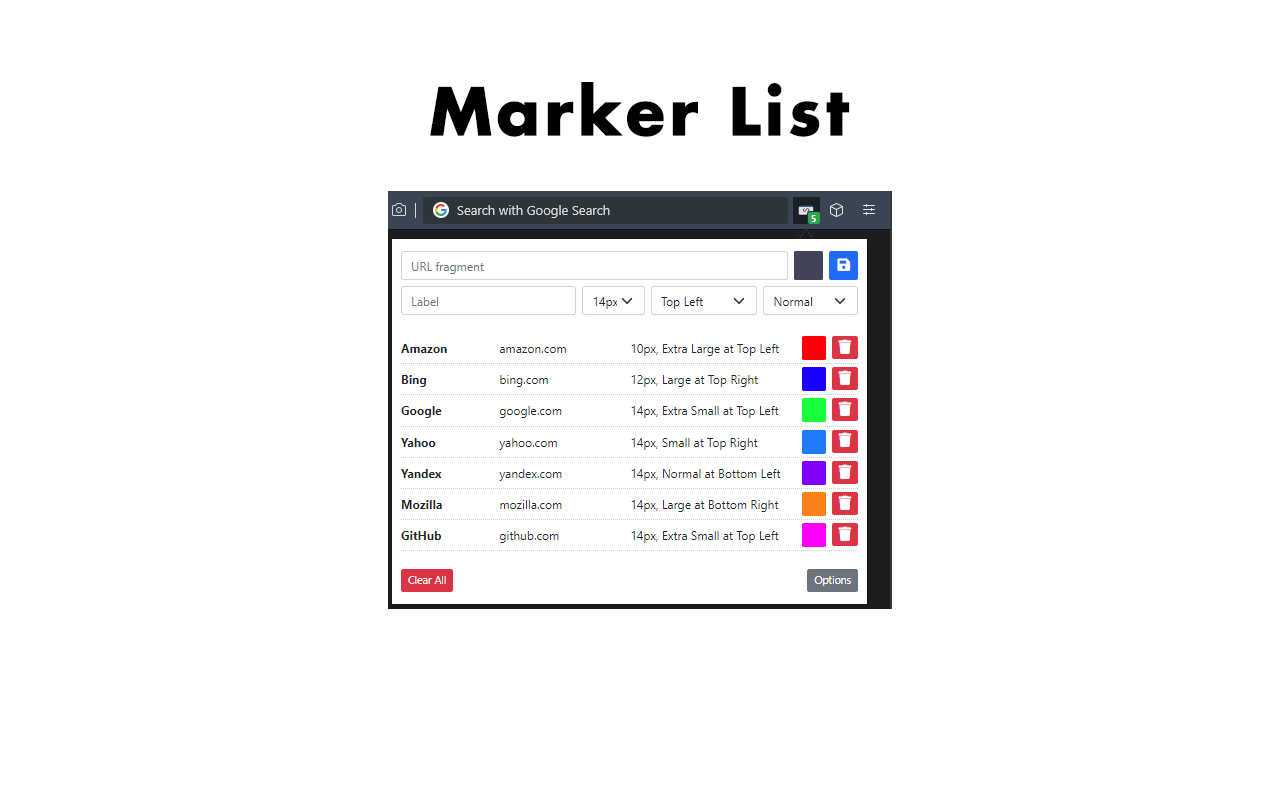 Marker List
Search with Google Search
5
URL fragment
Label 14px Top Left Normal
Amazon amazon.com 10px, Extra Large at Top Left
Bing bing.com 12px, Large at Top Right
Google google.com 14px, Extra Small at Top Left
Yahoo yahoo.com 14px, Small at Top Right
Yandex yandex.com 14px, Normal at Bottom Left
Mozilla mozilla.com 14px, Large at Bottom Right
GitHub github.com 14px, Extra Small at Top Left
Clear All Options